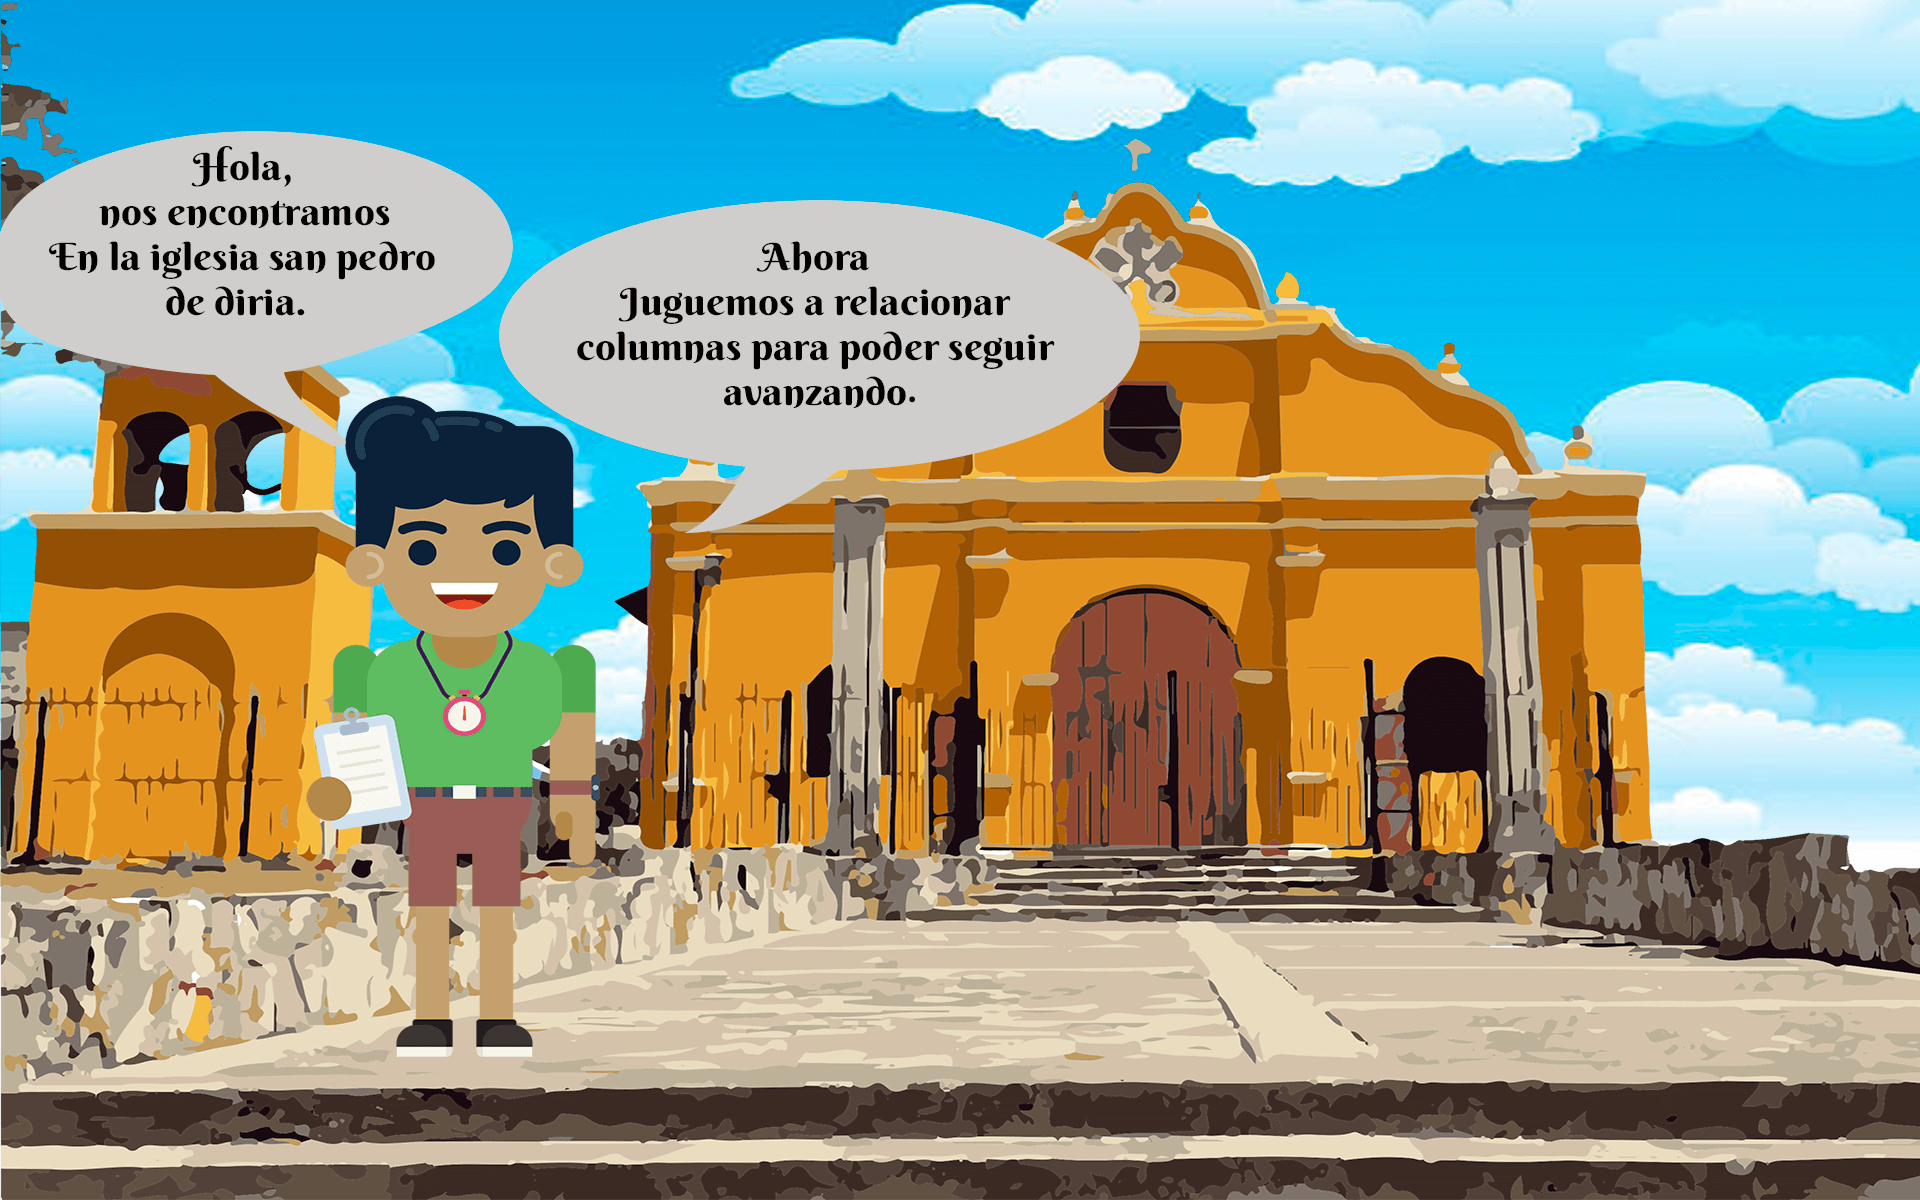 Hola,
nos encontramos
En la iglesia san pedro
de diria.
Ahora
Juguemos a relacionar
columnas para poder seguir
avanzando.